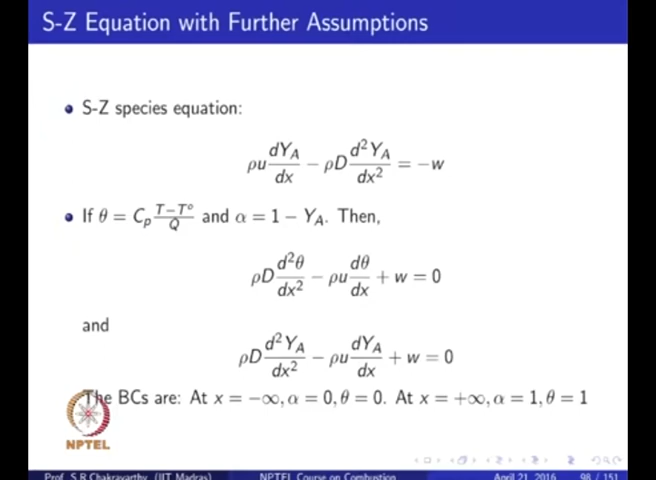 S-Z Equation with Further Assumptions
S-Z species equation:
ρu dY_A/dx − ρD d²Y_A/dx² = −w
If θ = C_p (T−T°)/Q and α = 1 − Y_A. Then,
ρD d²θ/dx² − ρu dθ/dx + w = 0
and
ρD d²Y_A/dx² − ρu dY_A/dx + w = 0
The BCs are: At x = −∞, α = 0, θ = 0. At x = +∞, α = 1, θ = 1
NPTEL
Prof. S.R.Chakravarthy (IIT Madras) NPTEL Course on Combustion April 21, 2016 98 / 151